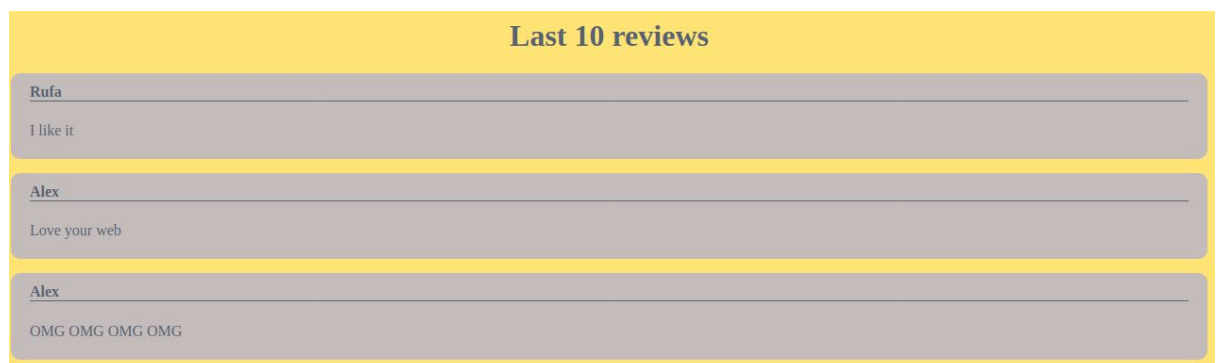 Last 10 reviews
Rufa
I like it
Alex
Love your web
Alex
OMG OMG OMG OMG